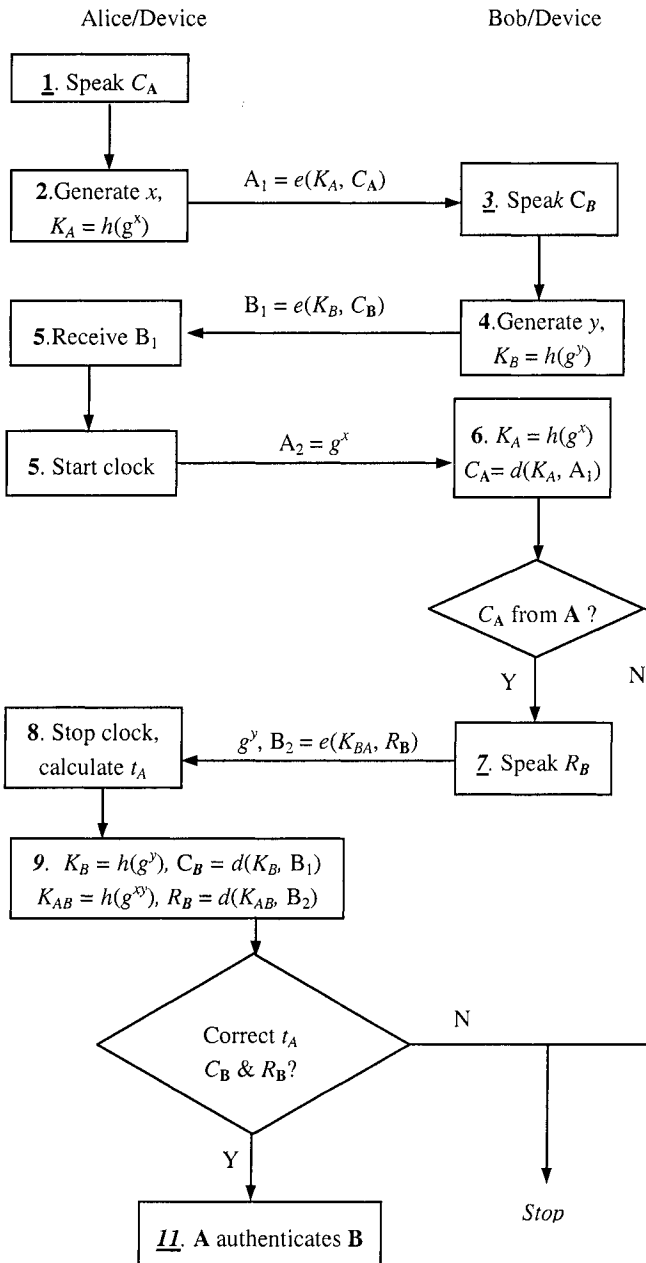 Alice/Device
Bob/Device
1. Speak C_A
2.Generate x,
K_A = h(g^x)
A_1 = e(K_A, C_A)
3. Speak C_B
B_1 = e(K_B, C_B)
4.Generate y,
K_B = h(g^y)
5.Receive B_1
5. Start clock
A_2 = g^x
6. K_A = h(g^x)
C_A= d(K_A, A_1)
C_A from A ?
Y
N
8. Stop clock,
calculate t_A
g^y, B_2 = e(K_BA, R_B)
7. Speak R_B
9. K_B = h(g^y), C_B = d(K_B, B_1)
K_AB = h(g^xy), R_B = d(K_AB, B_2)
Correct t_A
C_B & R_B?
N
Y
Stop
11. A authenticates B